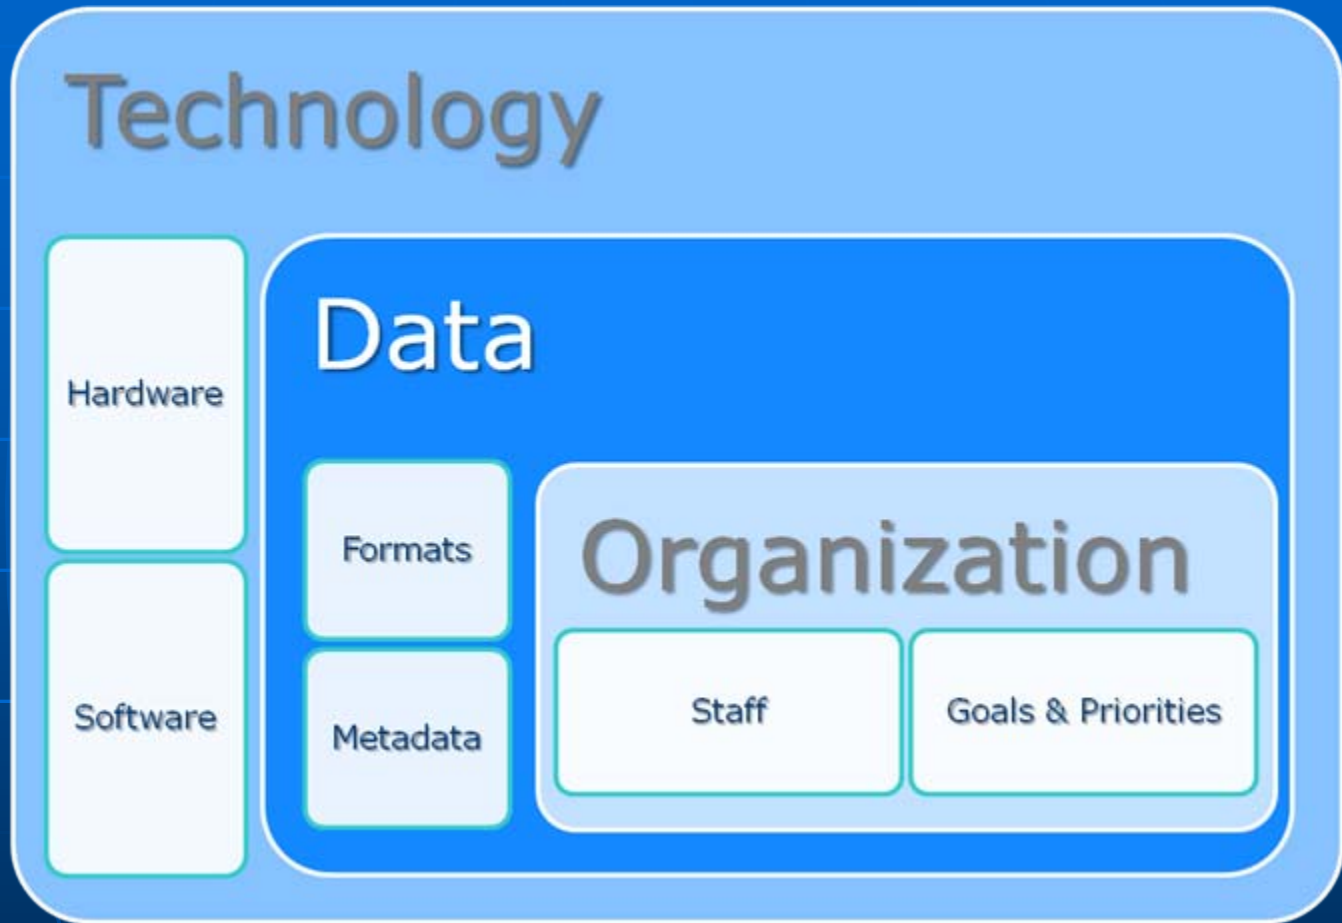 Technology
Hardware
Software
Data
Formats
Metadata
Organization
Staff
Goals & Priorities